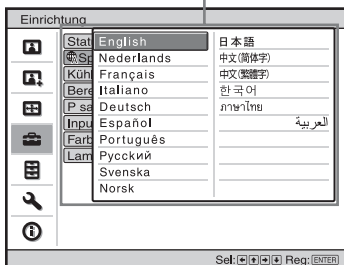 Einrichtung
Stat
Sp
Kühl
Bere
P sa
Inpu
Farb
Lam
English
Nederlands
Français
Italiano
Deutsch
Español
Português
Русский
Svenska
Norsk
日本語
中文(简体字)
中文(繁體字)
한국어
ภาษาไทย
العربية
Sel: Reg: ENTER